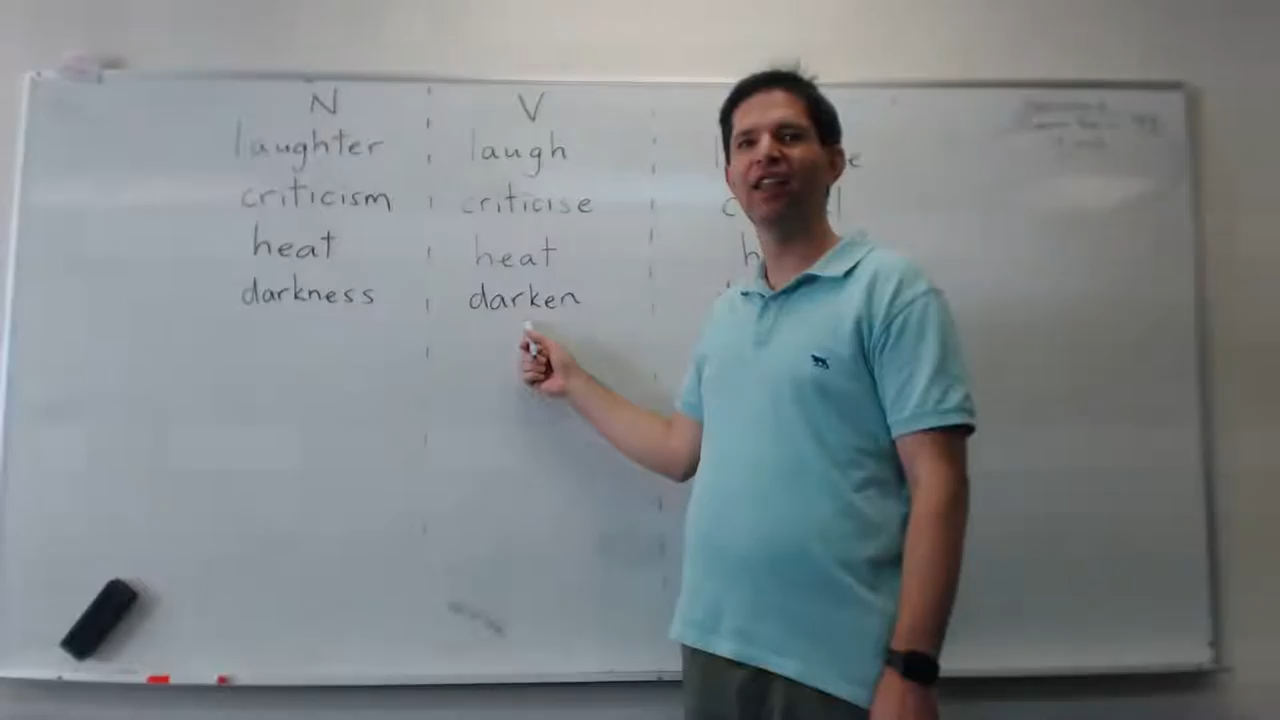 N V
laughter laugh
criticism criticise
heat heat
darkness darken